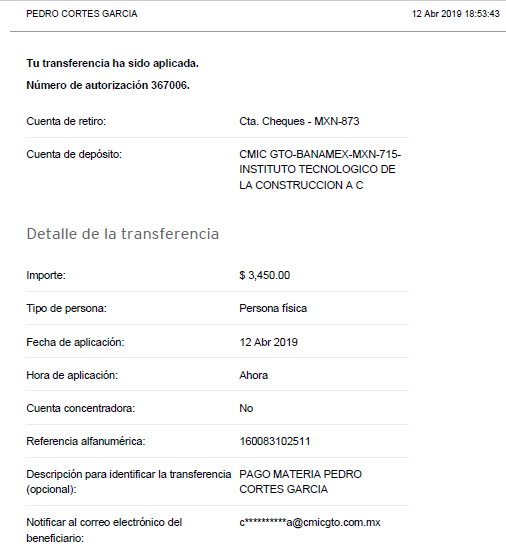 PEDRO CORTES GARCIA 12 Abr 2019 18:53:43
Tu transferencia ha sido aplicada.
Número de autorización 367006.
Cuenta de retiro: Cta. Cheques - MXN-873
Cuenta de depósito: CMIC GTO-BANAMEX-MXN-715-
INSTITUTO TECNOLOGICO DE
LA CONSTRUCCION A C
Detalle de la transferencia
Importe: $ 3,450.00
Tipo de persona: Persona física
Fecha de aplicación: 12 Abr 2019
Hora de aplicación: Ahora
Cuenta concentradora: No
Referencia alfanumérica: 160083102511
Descripción para identificar la transferencia PAGO MATERIA PEDRO
(opcional): CORTES GARCIA
Notificar al correo electrónico del c**********a@cmicgto.com.mx
beneficiario: